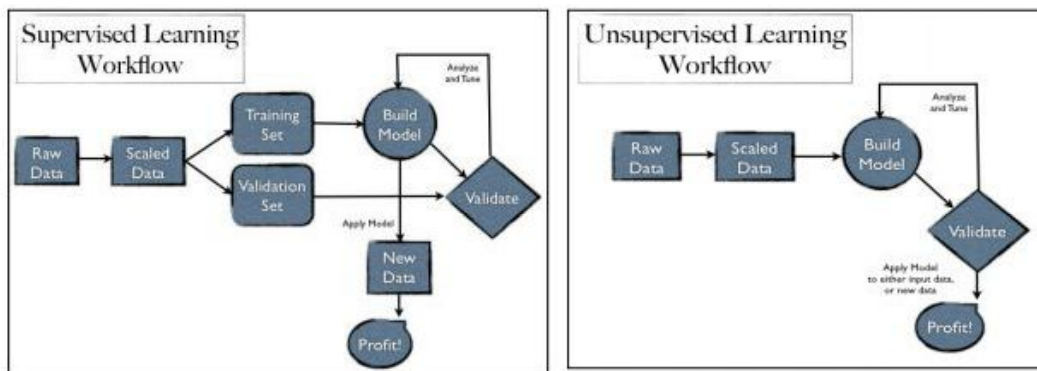 Supervised Learning
Workflow
Analyze
and Tune
Training
Set
Build
Model
Raw
Data
Scaled
Data
Validation
Set
Validate
Apply Model
New
Data
Profit!
Unsupervised Learning
Workflow
Analyze
and Tune
Raw
Data
Scaled
Data
Build
Model
Validate
Apply Model
to either input data,
or new data
Profit!